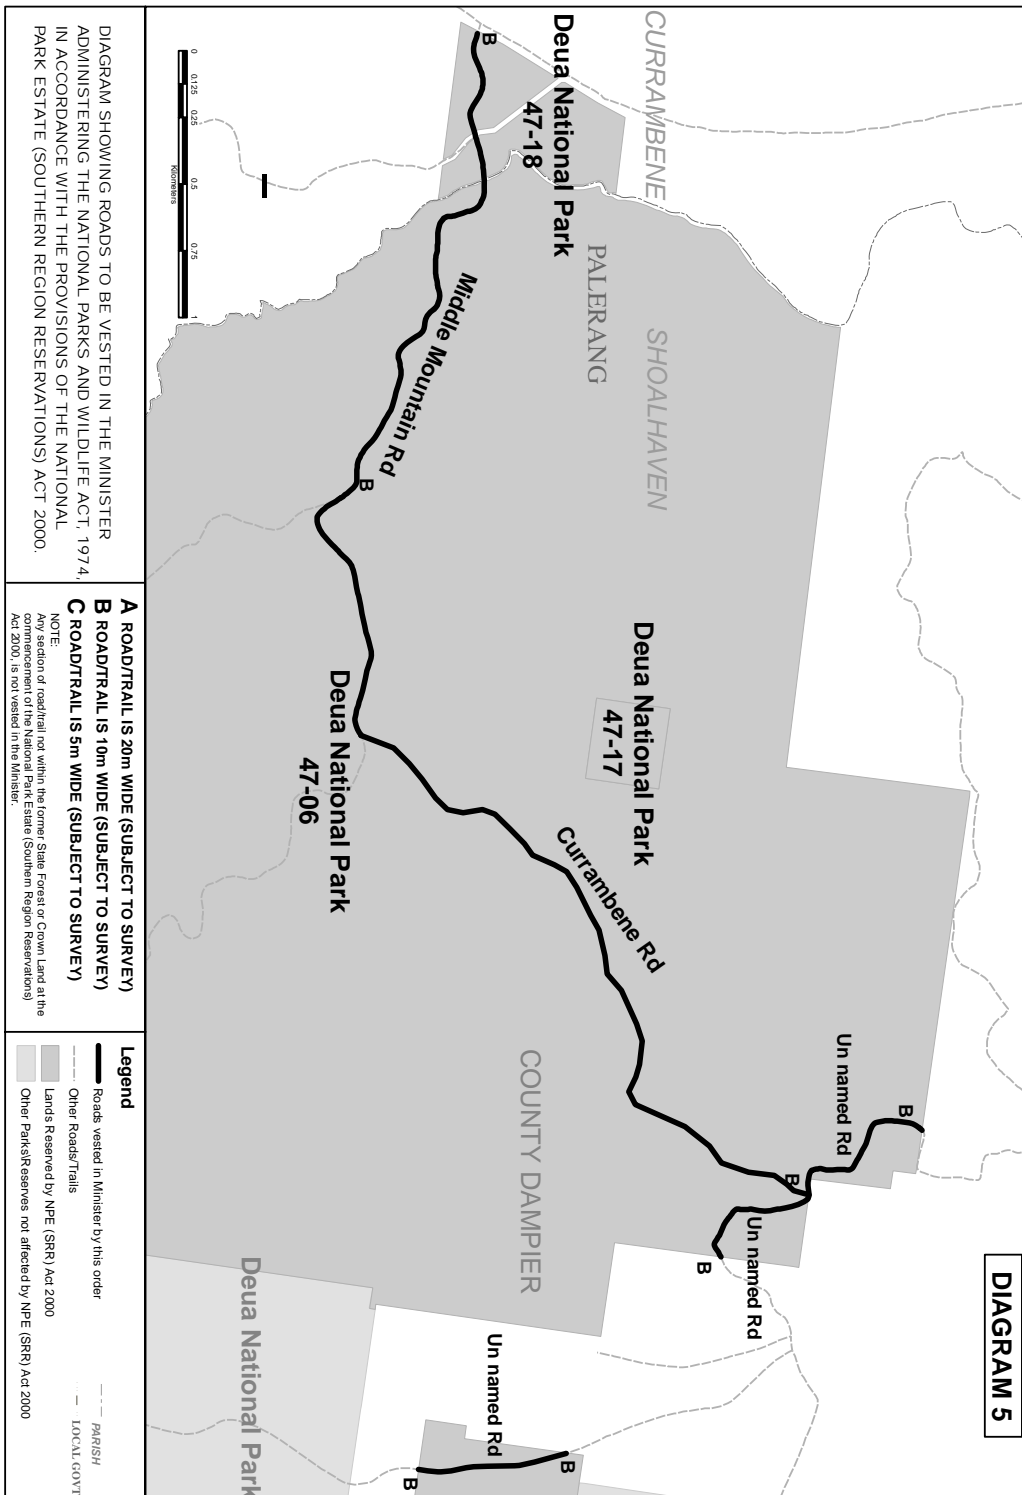 DIAGRAM 5
CURRAMBENE
SHOALHAVEN
PALERANG
Deua National Park
47-18
B
Middle Mountain Rd
B
Deua National Park
47-17
Deua National Park
47-06
Currambene Rd
COUNTY DAMPIER
Un named Rd
B
B
Un named Rd
B
Un named Rd
B
B
Deua National Park
0 0.125 0.25 0.5 0.75 1
Kilometers
DIAGRAM SHOWING ROADS TO BE VESTED IN THE MINISTER
ADMINISTERING THE NATIONAL PARKS AND WILDLIFE ACT, 1974,
IN ACCORDANCE WITH THE PROVISIONS OF THE NATIONAL
PARK ESTATE (SOUTHERN REGION RESERVATIONS) ACT 2000.
A ROAD/TRAIL IS 20m WIDE (SUBJECT TO SURVEY)
B ROAD/TRAIL IS 10m WIDE (SUBJECT TO SURVEY)
C ROAD/TRAIL IS 5m WIDE (SUBJECT TO SURVEY)
NOTE:
Any section of road/trail not within the former State Forest or Crown Land at the
commencement of the National Park Estate (Southern Region Reservations)
Act 2000, is not vested in the Minister.
Legend
Roads vested in Minister by this order
Other Roads/Trails
Lands Reserved by NPE (SRR) Act 2000
Other Parks\Reserves not affected by NPE (SRR) Act 2000
PARISH
LOCAL GOVT